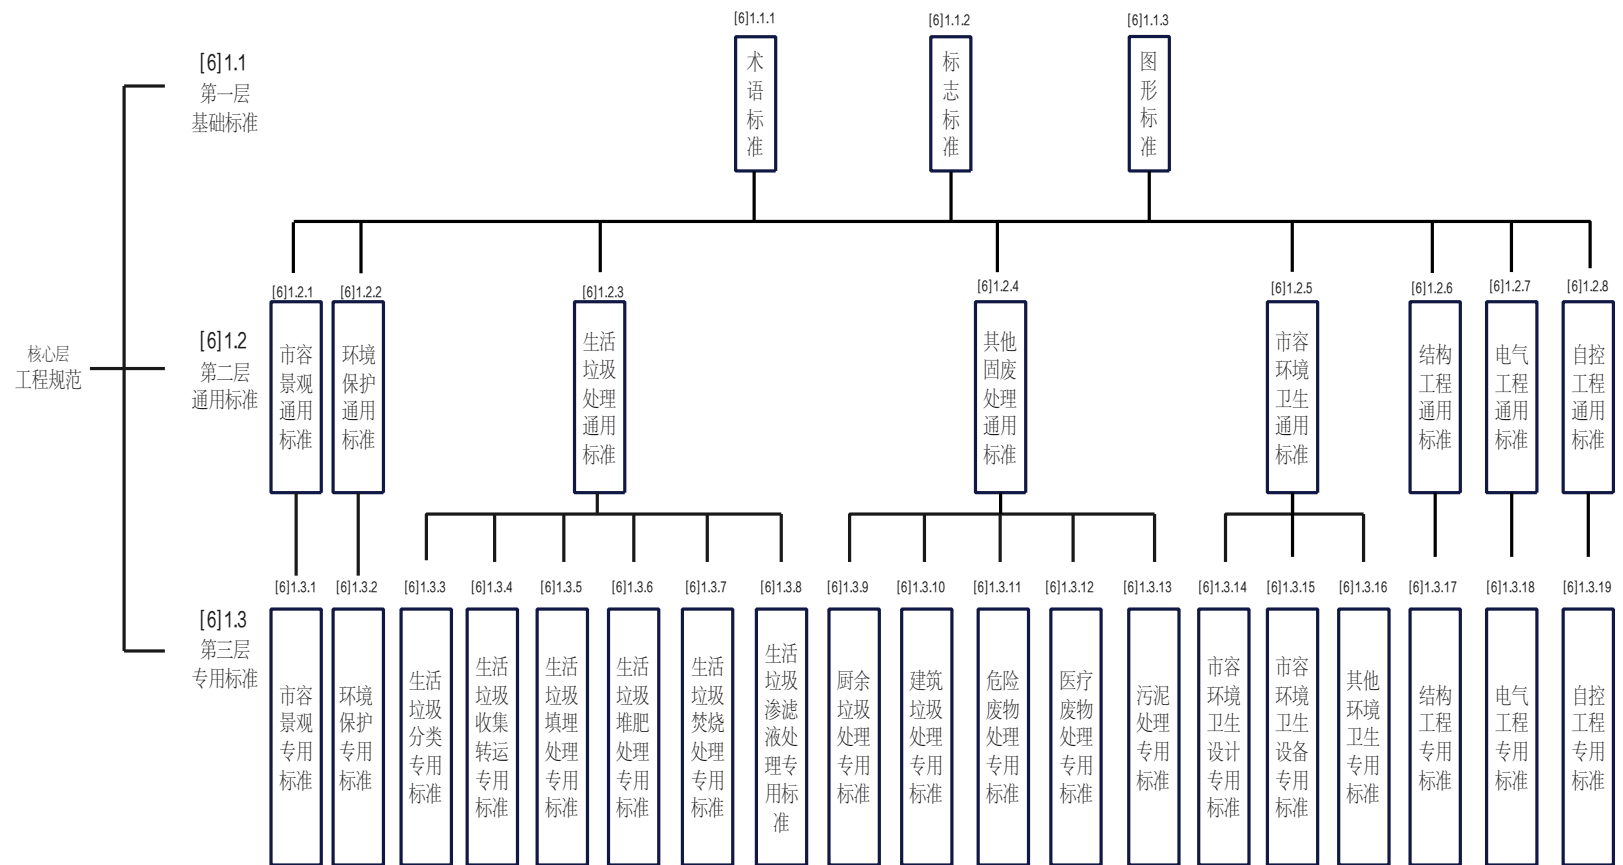 [6]1.1.1
[6]1.1.2
[6]1.1.3
术
语
标
准
标
志
标
准
图
形
标
准
[6]1.1
第一层
基础标准
核心层
工程规范
[6]1.2.1
[6]1.2.2
[6]1.2.3
[6]1.2.4
[6]1.2.5
[6]1.2.6
[6]1.2.7
[6]1.2.8
[6]1.2
第二层
通用标准
市容
景观
通用
标准
环境
保护
通用
标准
生活
垃圾
处理
通用
标准
其他
固废
处理
通用
标准
市容
环境
卫生
通用
标准
结构
工程
通用
标准
电气
工程
通用
标准
自控
工程
通用
标准
[6]1.3.1
[6]1.3.2
[6]1.3.3
[6]1.3.4
[6]1.3.5
[6]1.3.6
[6]1.3.7
[6]1.3.8
[6]1.3.9
[6]1.3.10
[6]1.3.11
[6]1.3.12
[6]1.3.13
[6]1.3.14
[6]1.3.15
[6]1.3.16
[6]1.3.17
[6]1.3.18
[6]1.3.19
[6]1.3
第三层
专用标准
市容
景观
专用
标准
环境
保护
专用
标准
生活
垃圾
分类
专用
标准
生活
垃圾
收集
转运
专用
标准
生活
垃圾
填埋
处理
专用
标准
生活
垃圾
堆肥
处理
专用
标准
生活
垃圾
焚烧
处理
专用
标准
生活
垃圾
渗滤
液处
理专
用标
准
厨余
垃圾
处理
专用
标准
建筑
垃圾
处理
专用
标准
危险
废物
处理
专用
标准
医疗
废物
处理
专用
标准
污泥
处理
专用
标准
市容
环境
卫生
设计
专用
标准
市容
环境
卫生
设备
专用
标准
其他
环境
卫生
专用
标准
结构
工程
专用
标准
电气
工程
专用
标准
自控
工程
专用
标准